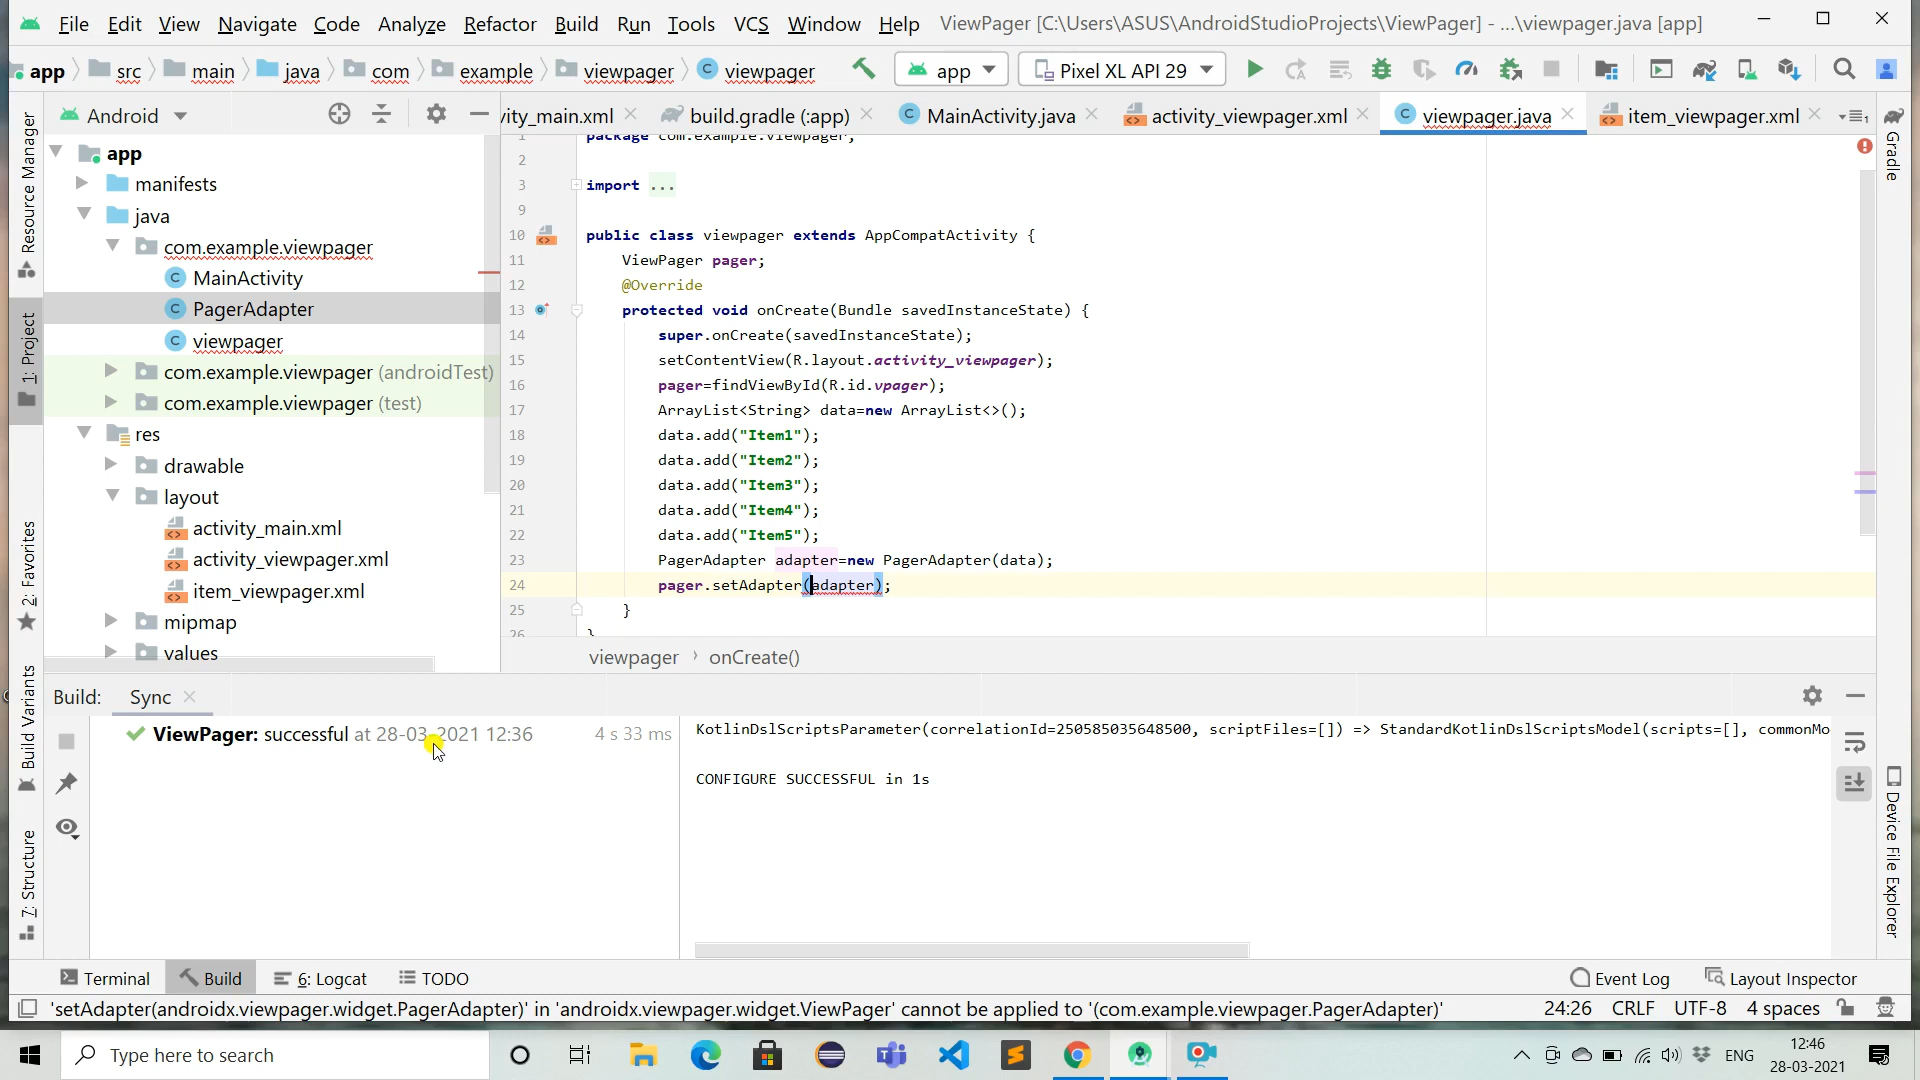 File Edit View Navigate Code Analyze Refactor Build Run Tools VCS Window Help ViewPager [C:\Users\ASUS\AndroidStudioProjects\ViewPager] - ...\viewpager.java [app]
app src main java com example viewpager viewpager app Pixel XL API 29
Android
vity_main.xml build.gradle (:app) MainActivity.java activity_viewpager.xml viewpager.java item_viewpager.xml
app
manifests
java
com.example.viewpager
MainActivity
PagerAdapter
viewpager
com.example.viewpager (androidTest)
com.example.viewpager (test)
res
drawable
layout
activity_main.xml
activity_viewpager.xml
item_viewpager.xml
mipmap
values
1 package com.example.viewpager;
2
3 import ...
9
10 public class viewpager extends AppCompatActivity {
11 ViewPager pager;
12 @Override
13 protected void onCreate(Bundle savedInstanceState) {
14 super.onCreate(savedInstanceState);
15 setContentView(R.layout.activity_viewpager);
16 pager=findViewById(R.id.vpager);
17 ArrayList<String> data=new ArrayList<>();
18 data.add("Item1");
19 data.add("Item2");
20 data.add("Item3");
21 data.add("Item4");
22 data.add("Item5");
23 PagerAdapter adapter=new PagerAdapter(data);
24 pager.setAdapter(adapter);
25 }
26 }
viewpager onCreate()
Resource Manager
1: Project
2: Favorites
Build Variants
7: Structure
Gradle
Device File Explorer
Build: Sync
ViewPager: successful at 28-03-2021 12:36 4 s 33 ms
KotlinDslScriptsParameter(correlationId=250585035648500, scriptFiles=[]) => StandardKotlinDslScriptsModel(scripts=[], commonMo
CONFIGURE SUCCESSFUL in 1s
Terminal Build 6: Logcat TODO Event Log Layout Inspector
'setAdapter(androidx.viewpager.widget.PagerAdapter)' in 'androidx.viewpager.widget.ViewPager' cannot be applied to '(com.example.viewpager.PagerAdapter)' 24:26 CRLF UTF-8 4 spaces
Type here to search ENG
12:46
28-03-2021